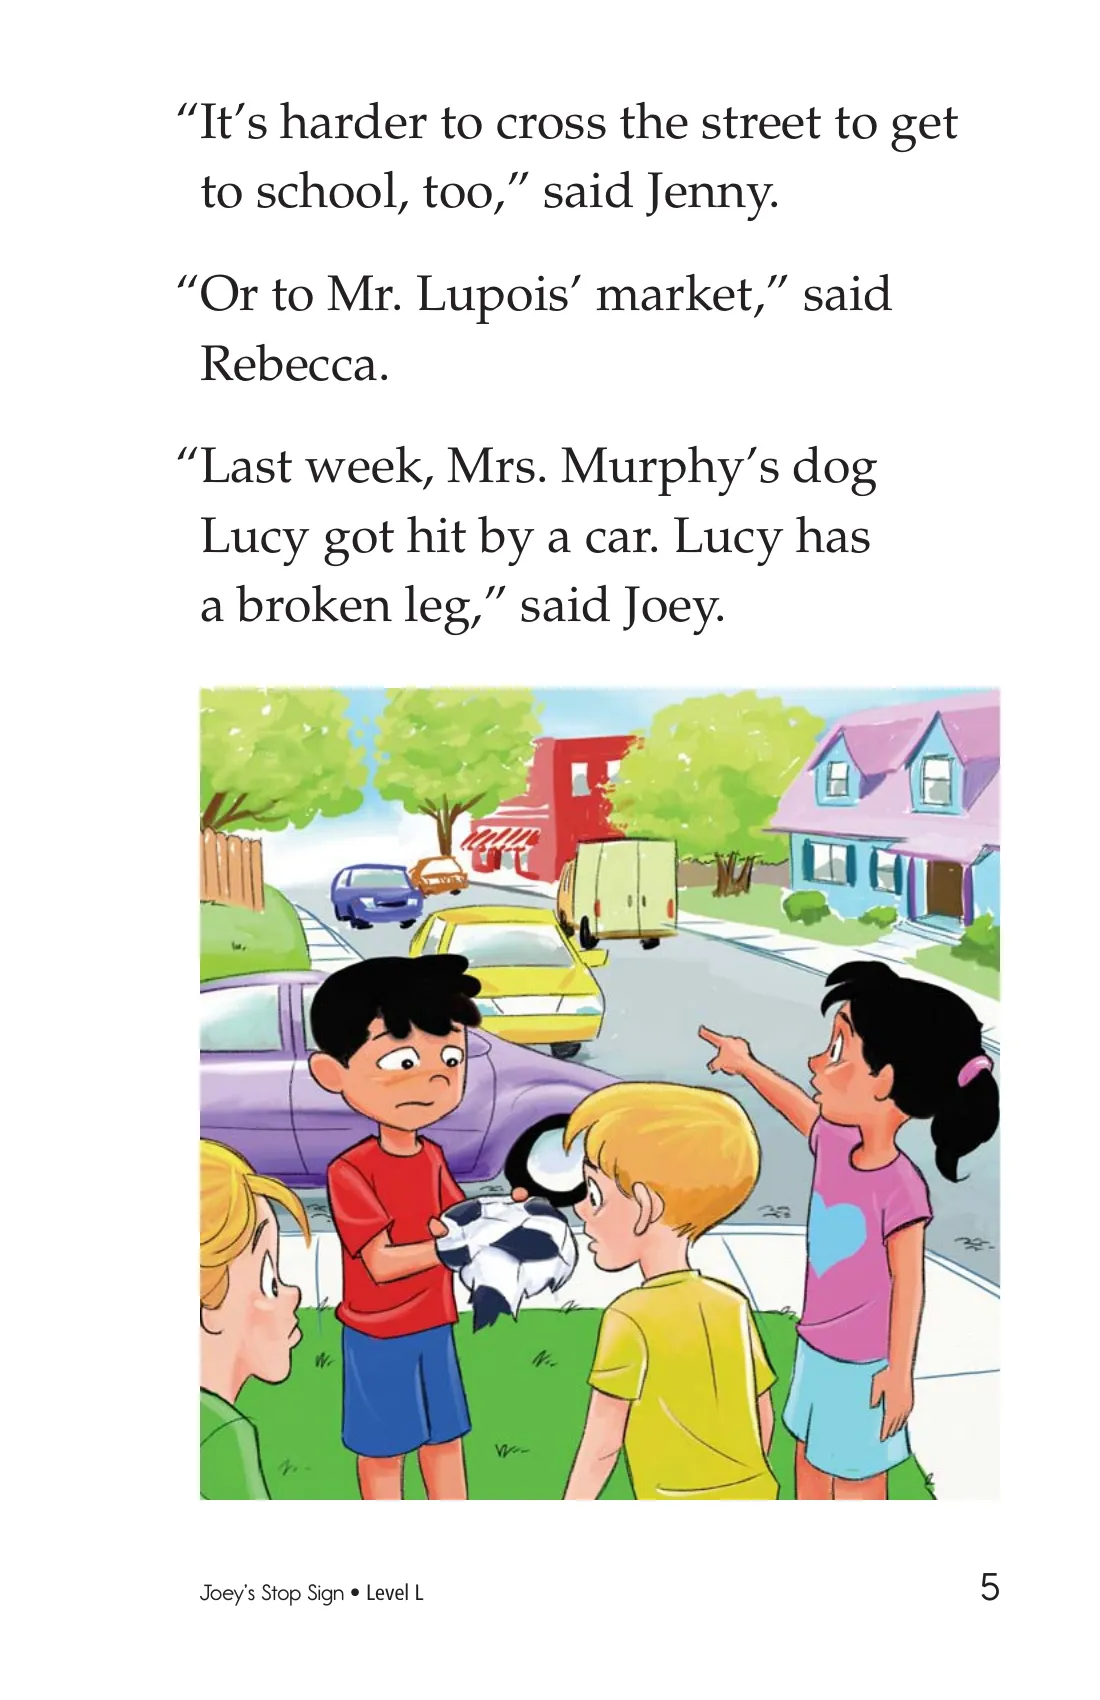 “It’s harder to cross the street to get
to school, too,” said Jenny.
“Or to Mr. Lupois’ market,” said
Rebecca.
“Last week, Mrs. Murphy’s dog
Lucy got hit by a car. Lucy has
a broken leg,” said Joey.
Joey’s Stop Sign • Level L
5